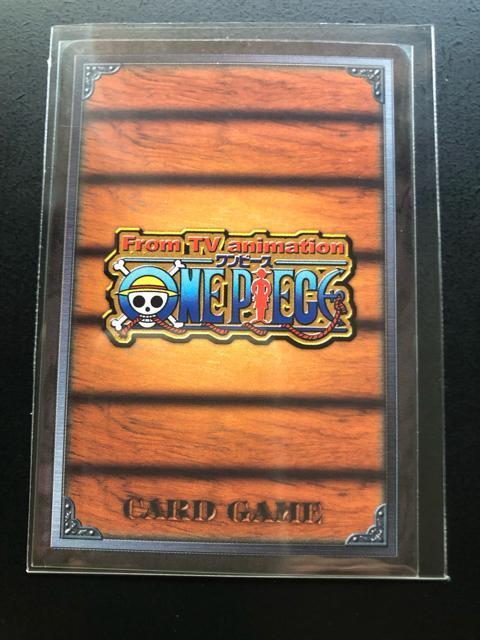 From TV animation
ワンピース
ONE PIECE
CARD GAME